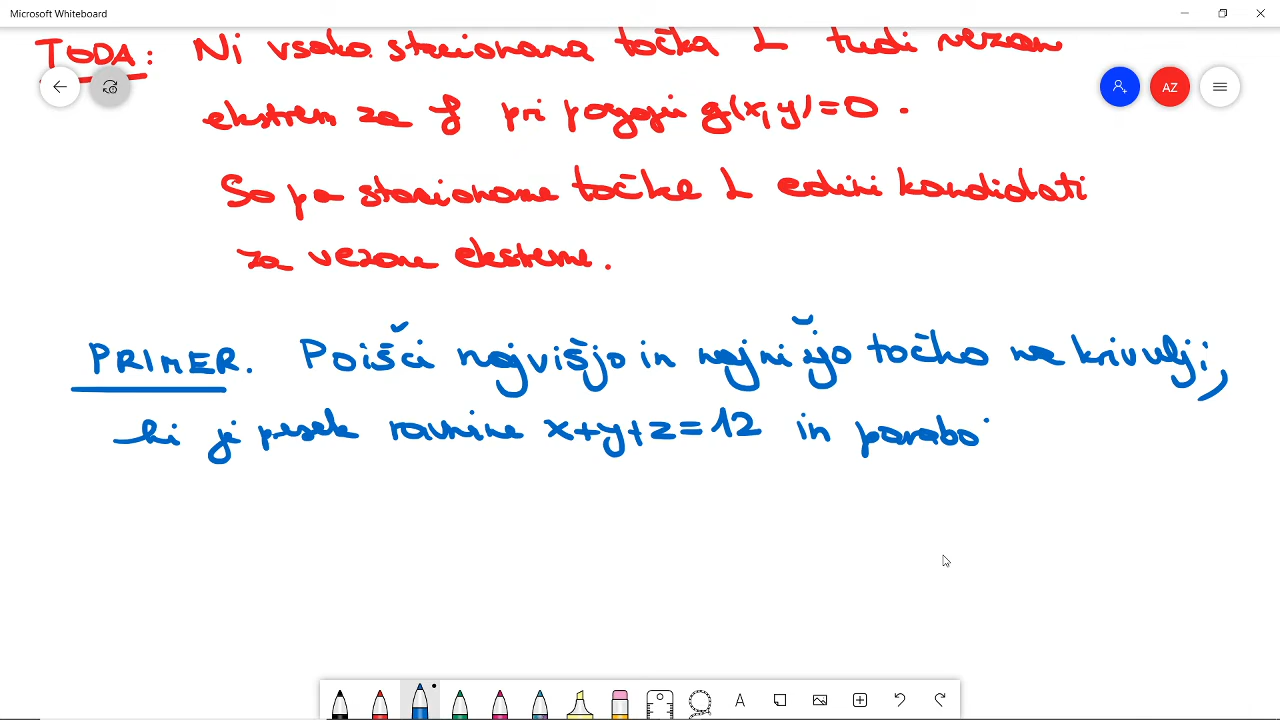 Microsoft Whiteboard
TODA: Ni vsaka stacionarna točka L tudi vezan
AZ
ekstrem za f pri pogoju g(x,y)=0.
So pa stacionarne točke L edini kandidati
za vezane ekstreme.
PRIMER. Poišči najvišjo in najnižjo točko na krivulji,
ki je presek ravnine x+y+z=12 in parabo
A